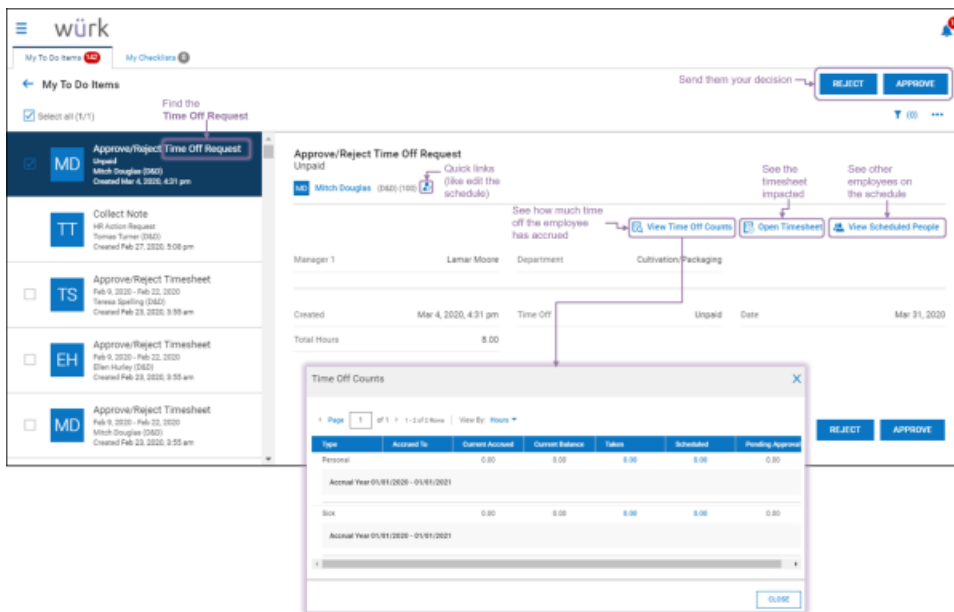 würk
My To Do Items 142 My Checklists 0
← My To Do Items
Send them your decision
REJECT APPROVE
Select all (1/1)
Find the
Time Off Request
(0) •••
MD
Approve/Reject Time Off Request
Unpaid
Mitch Douglas (D&D)
Created Mar 4, 2020, 4:31 pm
TT
Collect Note
HR Action Request
Tomas Turner (D&D)
Created Feb 27, 2020, 5:08 pm
TS
Approve/Reject Timesheet
Feb 9, 2020 - Feb 22, 2020
Teresa Spelling (D&D)
Created Feb 23, 2020, 3:55 am
EH
Approve/Reject Timesheet
Feb 9, 2020 - Feb 22, 2020
Ellen Hurley (D&D)
Created Feb 23, 2020, 3:55 am
MD
Approve/Reject Timesheet
Feb 9, 2020 - Feb 22, 2020
Mitch Douglas (D&D)
Created Feb 23, 2020, 3:55 am
Approve/Reject Time Off Request
Unpaid
MD Mitch Douglas (D&D) (100)
Quick links
(like edit the
schedule)
See how much time
off the employee
has accrued
See the
timesheet
impacted
See other
employees on
the schedule
View Time Off Counts Open Timesheet View Scheduled People
Manager 1 Lamar Moore Department Cultivation/Packaging
Created Mar 4, 2020, 4:31 pm Time Off Unpaid Date Mar 31, 2020
Total Hours 8.00
REJECT APPROVE
Time Off Counts X
< Page 1 of 1 > 1-2 of 2 Rows | View By: Hours
Type Accrued To Current Accrued Current Balance Taken Scheduled Pending Approval
Personal 0.00 0.00 0.00 0.00 0.00
Accrual Year 01/01/2020 - 01/01/2021
Sick 0.00 0.00 0.00 0.00 0.00
Accrual Year 01/01/2020 - 01/01/2021
CLOSE